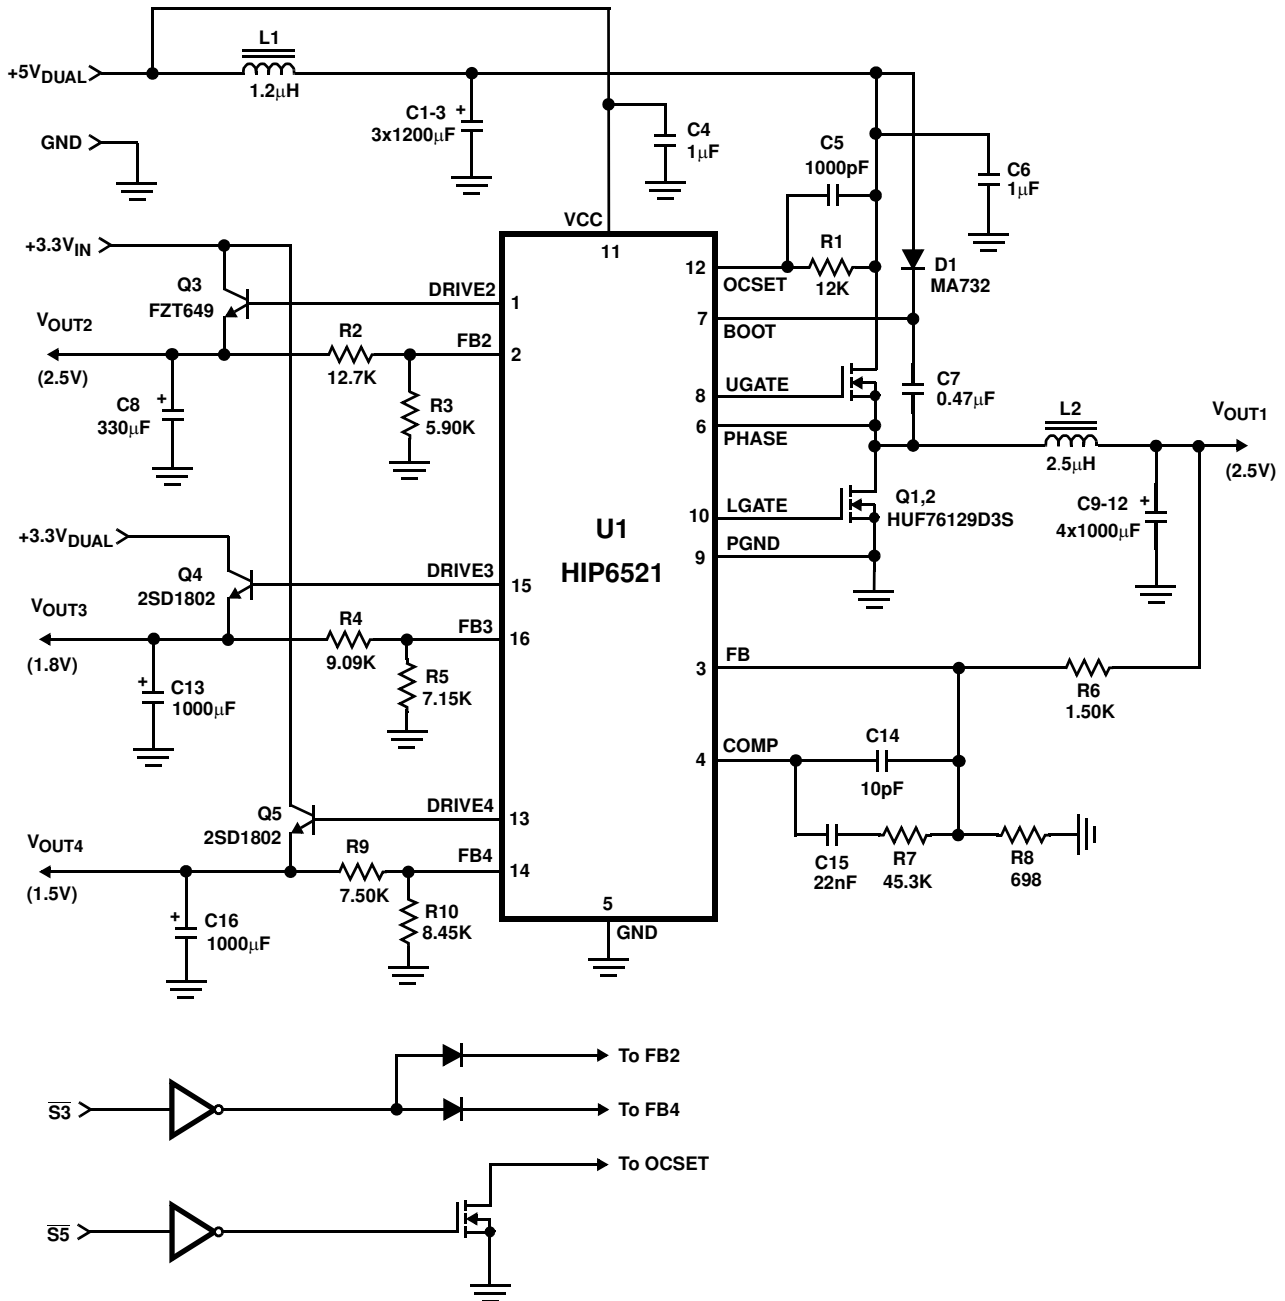 L1
+5VDUAL
1.2µH
C1-3
3x1200µF
GND
C4
1µF
C5
1000pF
C6
1µF
VCC
11
+3.3VIN
Q3
FZT649
DRIVE2
1
VOUT2
(2.5V)
R2
12.7K
FB2
2
C8
330µF
R3
5.90K
12
OCSET
R1
12K
D1
MA732
7
BOOT
UGATE
8
C7
0.47µF
6
PHASE
L2
2.5µH
VOUT1
(2.5V)
LGATE
10
Q1,2
HUF76129D3S
C9-12
4x1000µF
PGND
9
U1
HIP6521
+3.3VDUAL
Q4
2SD1802
DRIVE3
15
VOUT3
(1.8V)
R4
9.09K
FB3
16
C13
1000µF
R5
7.15K
FB
3
R6
1.50K
COMP
4
C14
10pF
C15
22nF
R7
45.3K
R8
698
Q5
2SD1802
DRIVE4
13
VOUT4
(1.5V)
R9
7.50K
FB4
14
C16
1000µF
R10
8.45K
5
GND
To FB2
S3
To FB4
To OCSET
S5